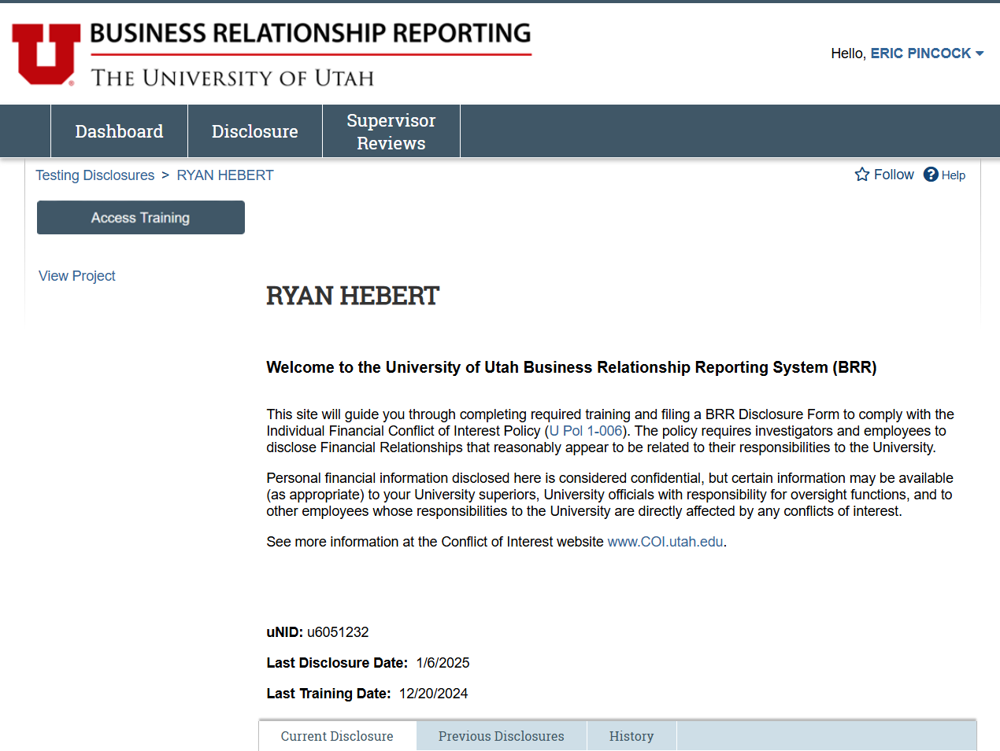 BUSINESS RELATIONSHIP REPORTING
THE UNIVERSITY OF UTAH
Hello, ERIC PINCOCK
Dashboard
Disclosure
Supervisor
Reviews
Testing Disclosures > RYAN HEBERT
Follow
Help
Access Training
View Project
RYAN HEBERT
Welcome to the University of Utah Business Relationship Reporting System (BRR)
This site will guide you through completing required training and filing a BRR Disclosure Form to comply with the
Individual Financial Conflict of Interest Policy (U Pol 1-006). The policy requires investigators and employees to
disclose Financial Relationships that reasonably appear to be related to their responsibilities to the University.
Personal financial information disclosed here is considered confidential, but certain information may be available
(as appropriate) to your University superiors, University officials with responsibility for oversight functions, and to
other employees whose responsibilities to the University are directly affected by any conflicts of interest.
See more information at the Conflict of Interest website www.COI.utah.edu.
uNID: u6051232
Last Disclosure Date: 1/6/2025
Last Training Date: 12/20/2024
Current Disclosure
Previous Disclosures
History